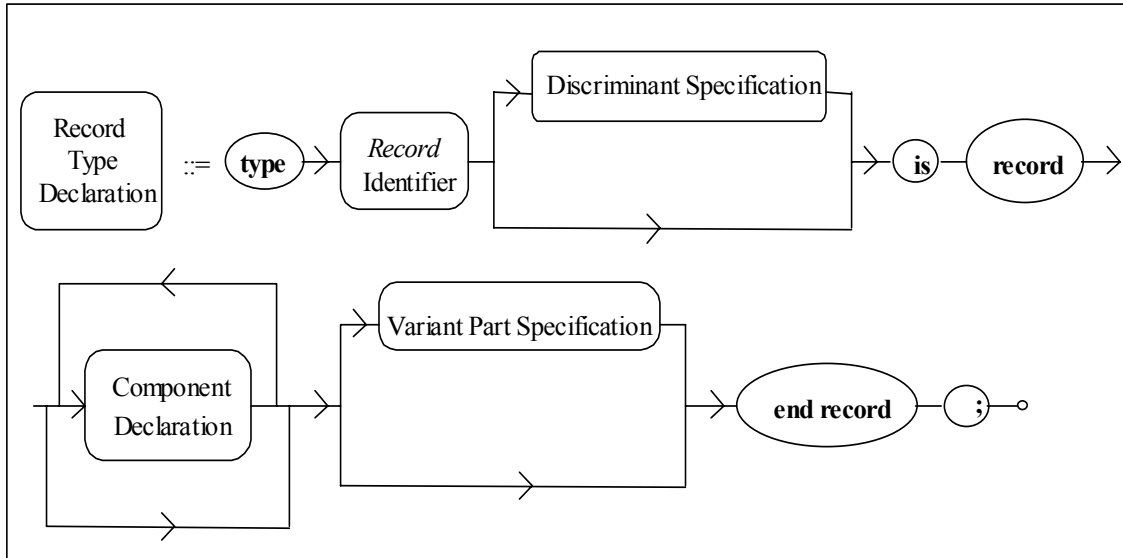 Record
Type
Declaration
::=
type
Record
Identifier
Discriminant Specification
is
record
Component
Declaration
Variant Part Specification
end record
;